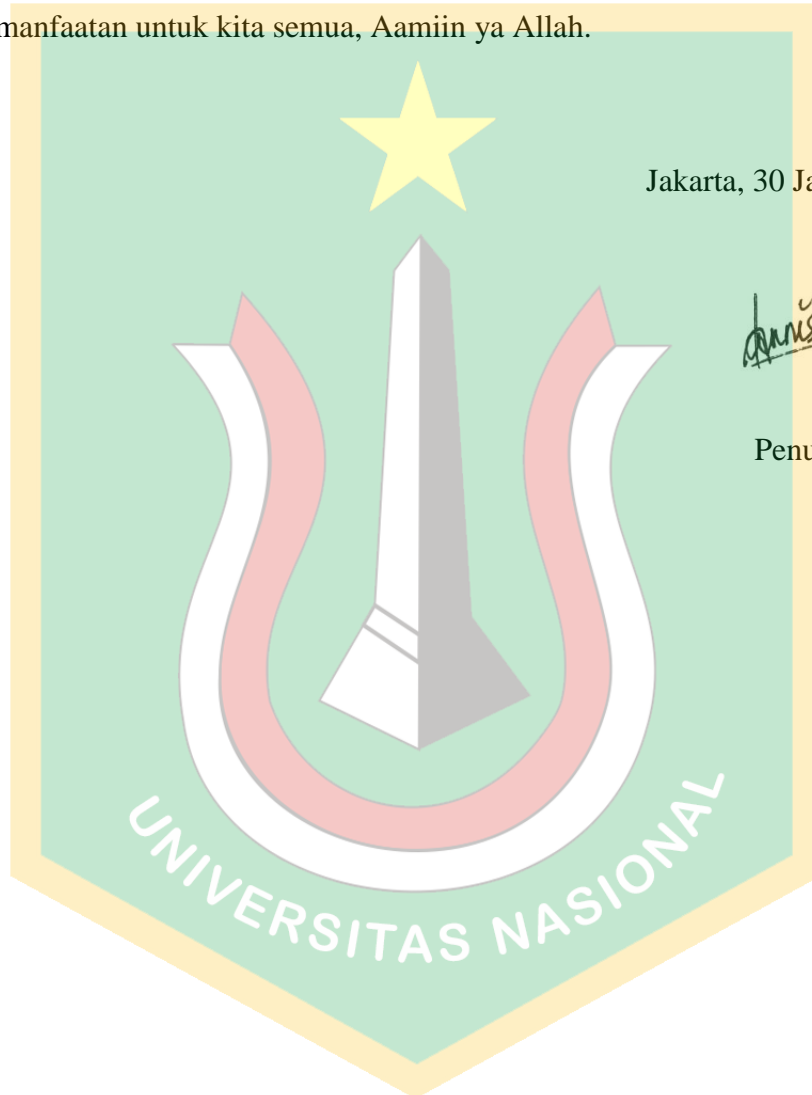 manfaatan untuk kita semua, Aamiin ya Allah.
Jakarta, 30 Ja
Penu
UNIVERSITAS NASIONAL